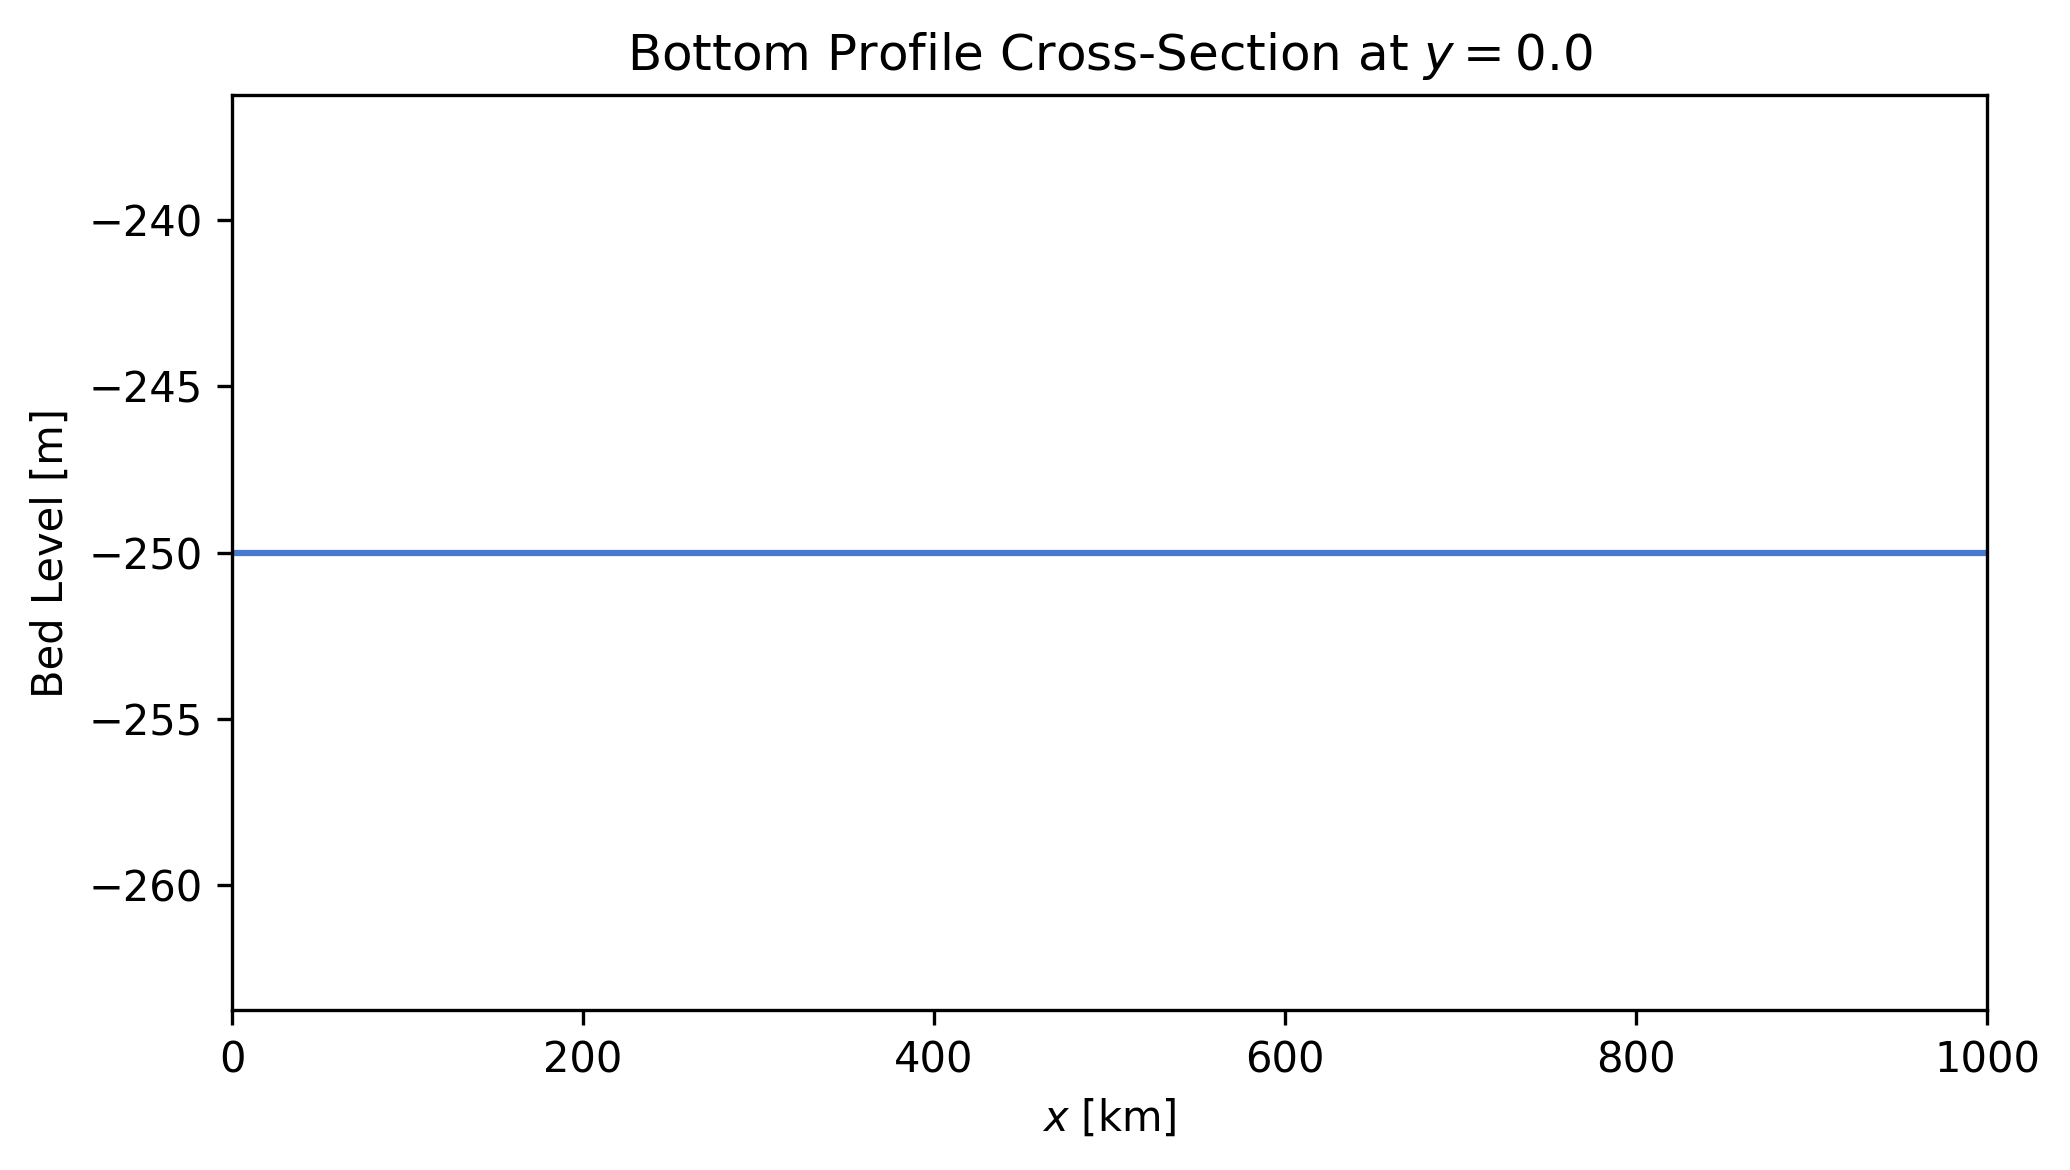 Bottom Profile Cross-Section at y = 0.0
−240
−245
−250
−255
−260
Bed Level [m]
0 200 400 600 800 1000
x [km]